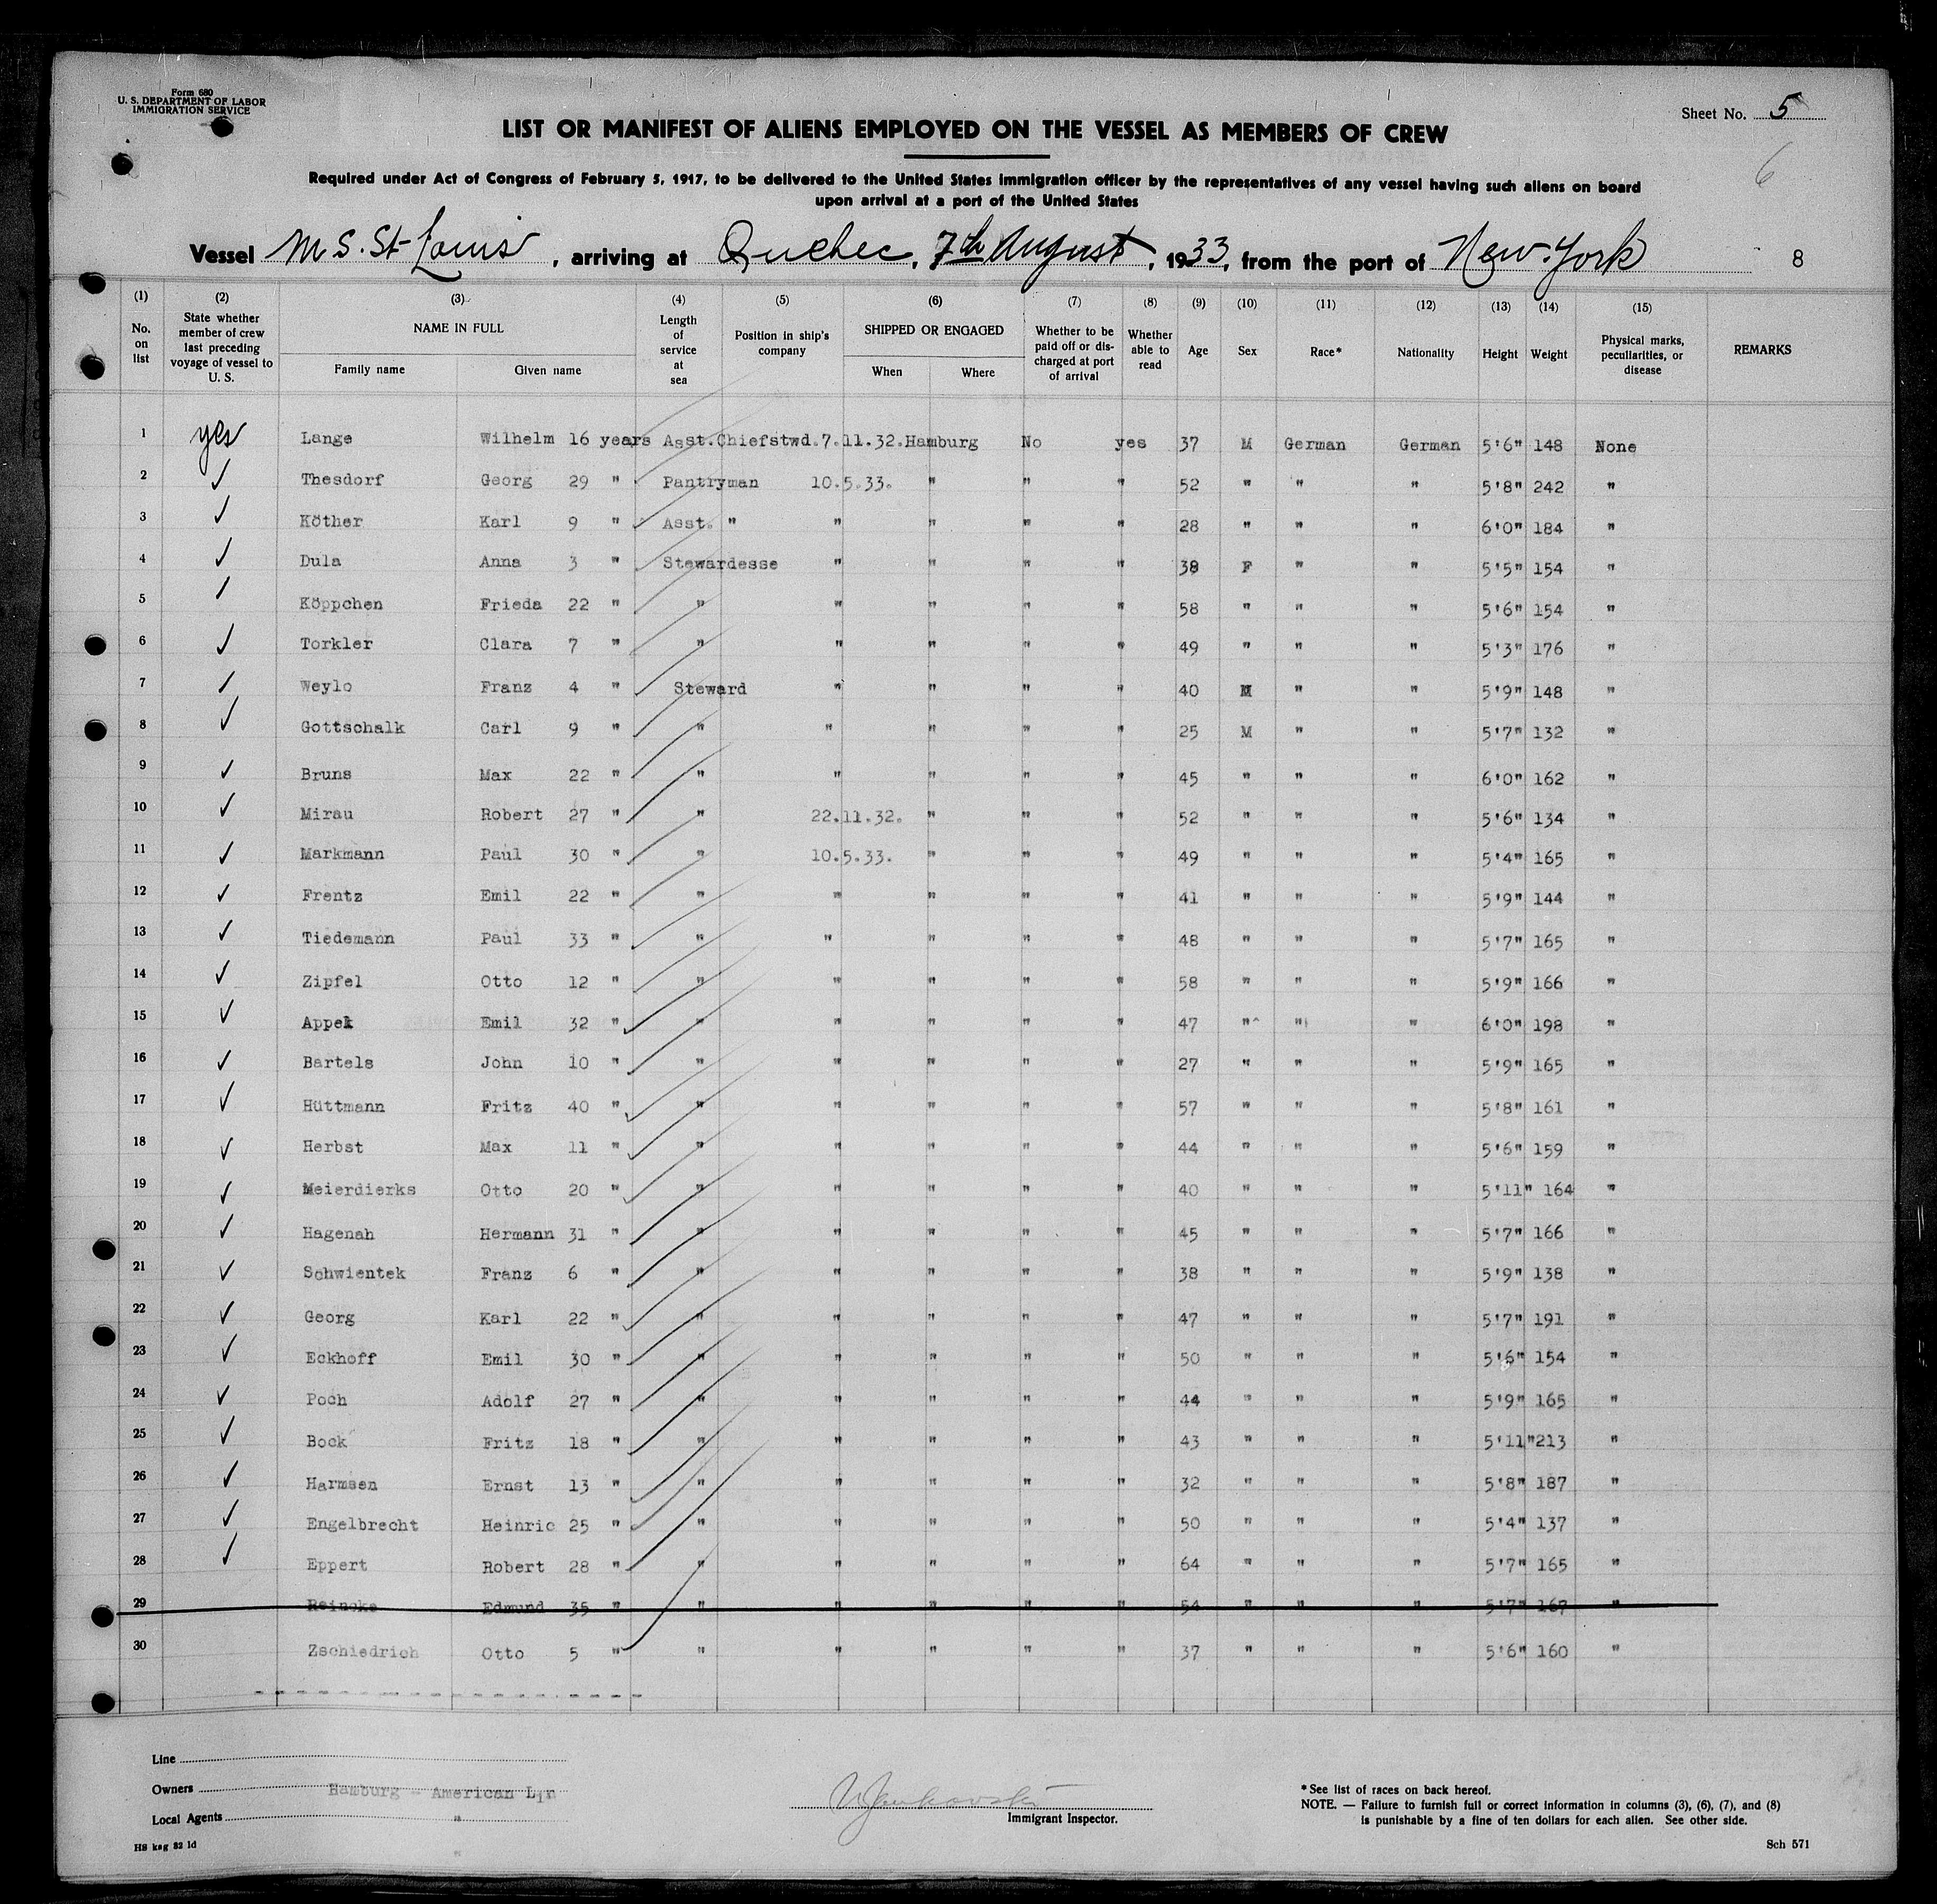 Form 680
U. S. DEPARTMENT OF LABOR
IMMIGRATION SERVICE
Sheet No. 5
6
LIST OR MANIFEST OF ALIENS EMPLOYED ON THE VESSEL AS MEMBERS OF CREW
Required under Act of Congress of February 5, 1917, to be delivered to the United States immigration officer by the representatives of any vessel having such aliens on board
upon arrival at a port of the United States
Vessel M S. St Louis, arriving at Quebec, 7th August, 1933, from the port of New-York 8
(1) No. on list (2) State whether member of crew last preceding voyage of vessel to U. S. (3) NAME IN FULL Family name Given name (4) Length of service at sea (5) Position in ship's company (6) SHIPPED OR ENGAGED When Where (7) Whether to be paid off or discharged at port of arrival (8) Whether able to read (9) Age (10) Sex (11) Race* (12) Nationality (13) Height (14) Weight (15) Physical marks, peculiarities, or disease REMARKS
1 yes Lange Wilhelm 16 years Asst.Chiefstwd.7.11.32.Hamburg No yes 37 M German German 5'6" 148 None
2 ✓ Thesdorf Georg 29 " Pantryman 10.5.33. " " " 52 " " " 5'8" 242 "
3 ✓ Köther Karl 9 " Asst. " " " " " 28 " " " 6'0" 184 "
4 ✓ Dula Anna 3 " Stewardesse " " " " 38 F " " 5'5" 154 "
5 ✓ Köppchen Frieda 22 " " " " " " 58 " " " 5'6" 154 "
6 ✓ Torkler Clara 7 " " " " " " 49 " " " 5'3" 176 "
7 ✓ Weylo Franz 4 " Steward " " " " 40 M " " 5'9" 148 "
8 ✓ Gottschalk Carl 9 " " " " " " 25 M " " 5'7" 132 "
9 ✓ Bruns Max 22 " " " " " " 45 " " " 6'0" 162 "
10 ✓ Mirau Robert 27 " " 22.11.32. " " " 52 " " " 5'6" 134 "
11 ✓ Markmann Paul 30 " " 10.5.33. " " " 49 " " " 5'4" 165 "
12 ✓ Frentz Emil 22 " " " " " " 41 " " " 5'9" 144 "
13 ✓ Tiedemann Paul 33 " " " " " " 48 " " " 5'7" 165 "
14 ✓ Zipfel Otto 12 " " " " " " 58 " " " 5'9" 166 "
15 ✓ Appek Emil 32 " " " " " " 47 " " " 6'0" 198 "
16 ✓ Bartels John 10 " " " " " " 27 " " " 5'9" 165 "
17 ✓ Hüttmann Fritz 40 " " " " " " 57 " " " 5'8" 161 "
18 ✓ Herbst Max 11 " " " " " " 44 " " " 5'6" 159 "
19 ✓ Meierdierks Otto 20 " " " " " " 40 " " " 5'11" 164 "
20 ✓ Hagenah Hermann 31 " " " " " " 45 " " " 5'7" 166 "
21 ✓ Schwientek Franz 6 " " " " " " 38 " " " 5'9" 138 "
22 ✓ Georg Karl 22 " " " " " " 47 " " " 5'7" 191 "
23 ✓ Eckhoff Emil 30 " " " " " " 50 " " " 5'6" 154 "
24 ✓ Poch Adolf 27 " " " " " " 44 " " " 5'9" 165 "
25 ✓ Bock Fritz 18 " " " " " " 43 " " " 5'11"213 "
26 ✓ Harmsen Ernst 13 " " " " " " 32 " " " 5'8" 187 "
27 ✓ Engelbrecht Heinric 25 " " " " " " 50 " " " 5'4" 137 "
28 ✓ Eppert Robert 28 " " " " " " 64 " " " 5'7" 165 "
29 Reincke Edmund 35 " " " " " " 54 " " " 5'7" 167 "
30 Zschiedrich Otto 5 " " " " " " 37 " " " 5'6" 160 "
Line
Owners Hamburg - American Lin
Local Agents "
Immigrant Inspector.
*See list of races on back hereof.
NOTE. — Failure to furnish full or correct information in columns (3), (6), (7), and (8)
is punishable by a fine of ten dollars for each alien. See other side.
HS kag 82 ld
Sch 571